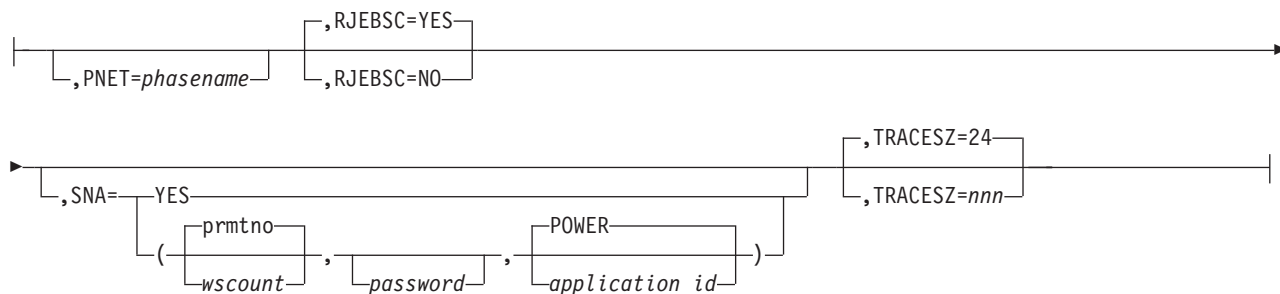 ,RJEBSC=YES
,PNET=phasename ,RJEBSC=NO
,TRACESZ=24
,SNA= YES ,TRACESZ=nnn
prmtno POWER
( , , )
wscount password application id